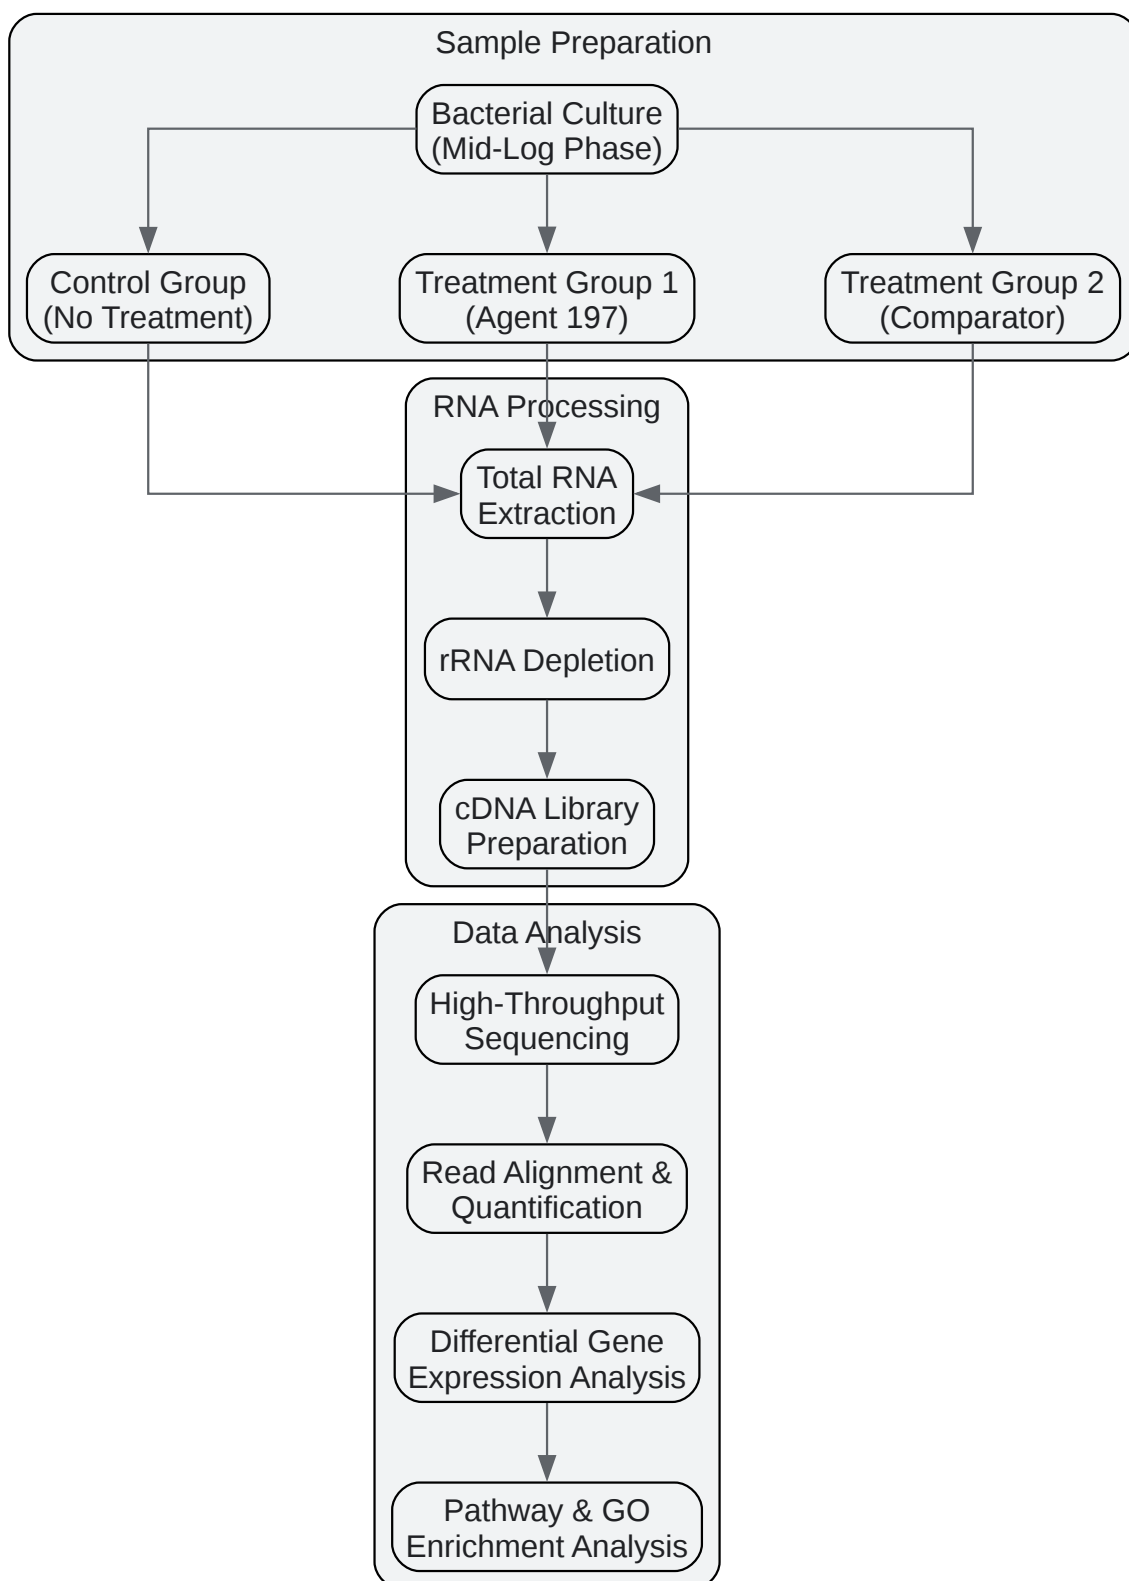 Sample Preparation
Bacterial Culture
(Mid-Log Phase)
Control Group
(No Treatment)
Treatment Group 1
(Agent 197)
Treatment Group 2
(Comparator)
RNA Processing
Total RNA
Extraction
rRNA Depletion
cDNA Library
Preparation
Data Analysis
High-Throughput
Sequencing
Read Alignment &
Quantification
Differential Gene
Expression Analysis
Pathway & GO
Enrichment Analysis